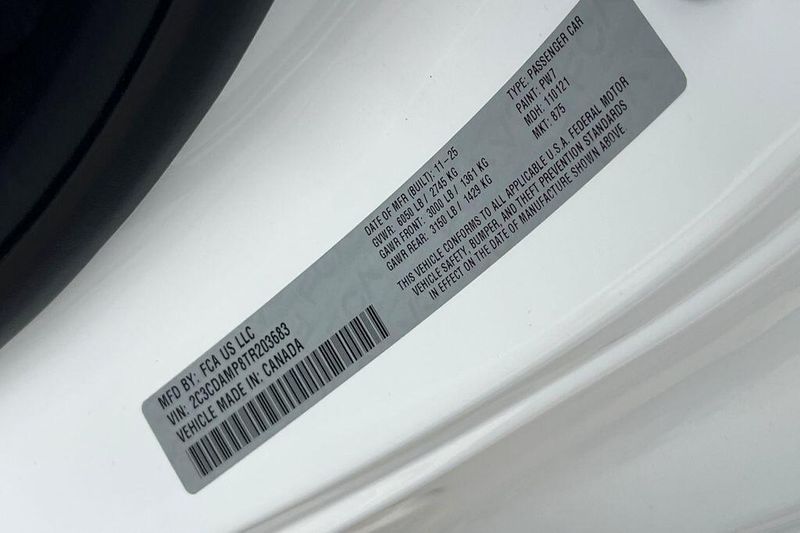 MFD BY: FCA US LLC
VIN: 2C3CDAMP8TR203683
VEHICLE MADE IN: CANADA
DATE OF MFR (BUILT): 11-25
GVWR: 6050 LB / 2745 KG
GAWR FRONT: 3000 LB / 1361 KG
GAWR REAR: 3150 LB / 1429 KG
TYPE: PASSENGER CAR
PAINT: PW7
MDH: 110121
MKT: B75
THIS VEHICLE CONFORMS TO ALL APPLICABLE U.S.A. FEDERAL MOTOR
VEHICLE SAFETY, BUMPER, AND THEFT PREVENTION STANDARDS
IN EFFECT ON THE DATE OF MANUFACTURE SHOWN ABOVE